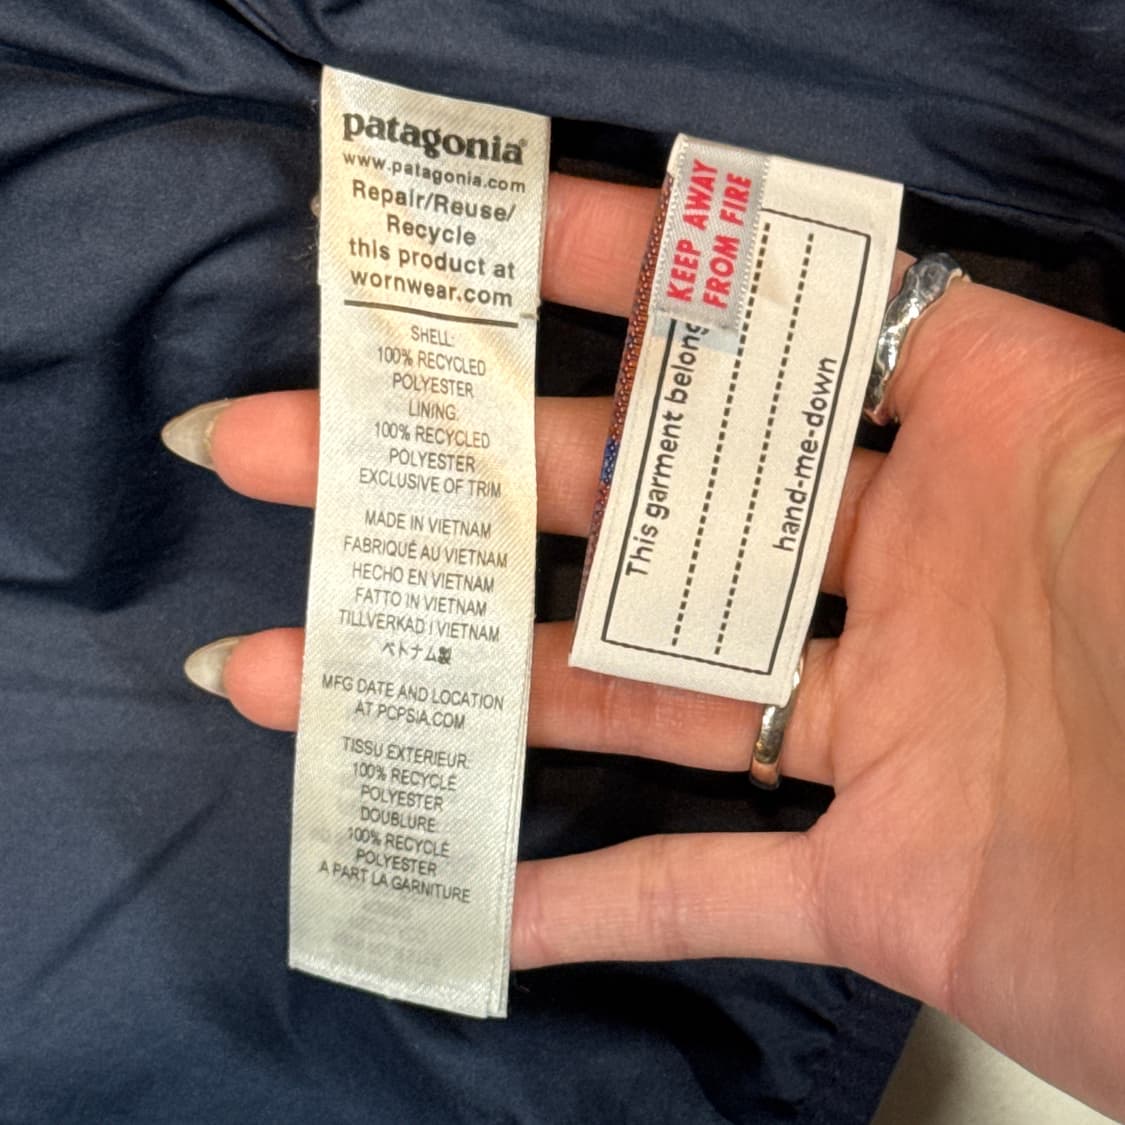 patagonia®
www.patagonia.com
Repair/Reuse/
Recycle
this product at
wornwear.com
SHELL:
100% RECYCLED
POLYESTER
LINING:
100% RECYCLED
POLYESTER
EXCLUSIVE OF TRIM
MADE IN VIETNAM
FABRIQUÉ AU VIETNAM
HECHO EN VIETNAM
FATTO IN VIETNAM
TILLVERKAD I VIETNAM
ベトナム製
MFG DATE AND LOCATION
AT PCPSIA.COM
TISSU EXTERIEUR:
100% RECYCLÉ
POLYESTER
DOUBLURE:
100% RECYCLÉ
POLYESTER
A PART LA GARNITURE
KEEP AWAY
FROM FIRE
This garment belong
hand-me-down